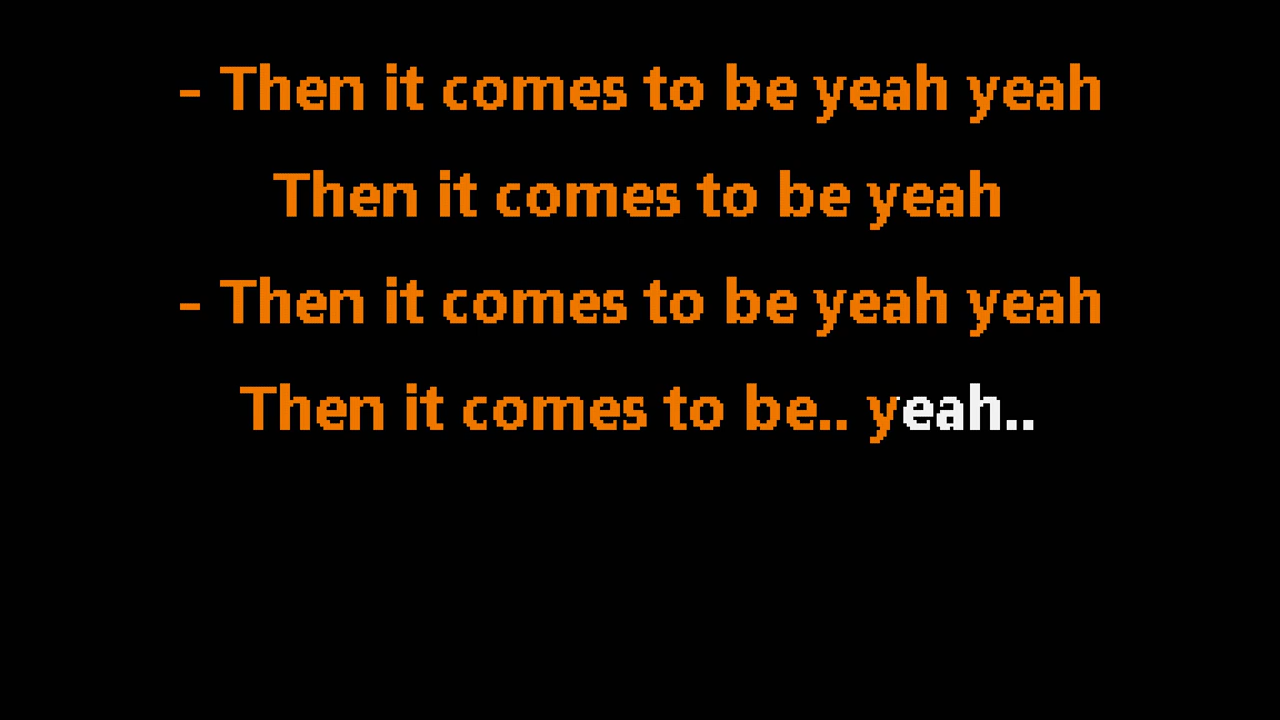 - Then it comes to be yeah yeah
Then it comes to be yeah
- Then it comes to be yeah yeah
Then it comes to be.. yeah..